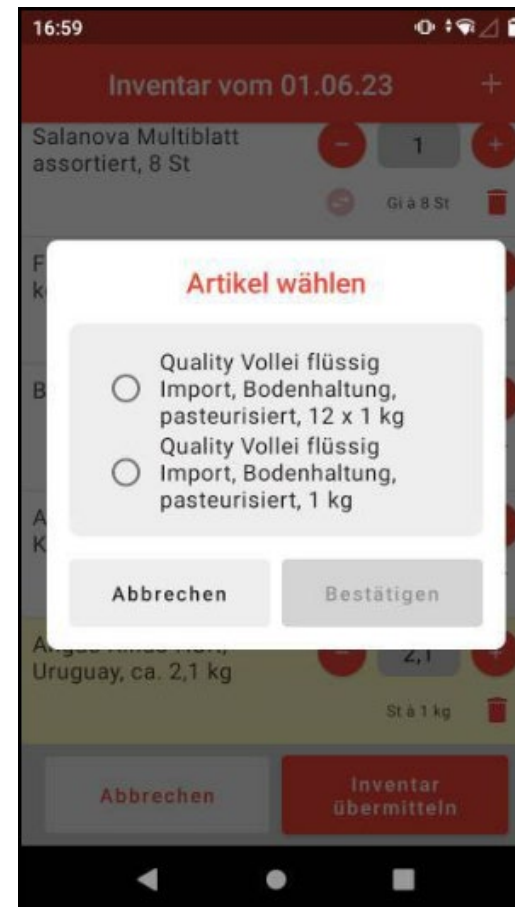 16:59
Inventar vom 01.06.23 +
Salanova Multiblatt
assortiert, 8 St
- 1 +
Gi à 8 St
F
k
Artikel wählen
Quality Vollei flüssig
Import, Bodenhaltung,
pasteurisiert, 12 x 1 kg
Quality Vollei flüssig
Import, Bodenhaltung,
pasteurisiert, 1 kg
B
A
K
Abbrechen
Bestätigen
Uruguay, ca. 2,1 kg
2,1
St à 1 kg
Abbrechen
Inventar
übermitteln